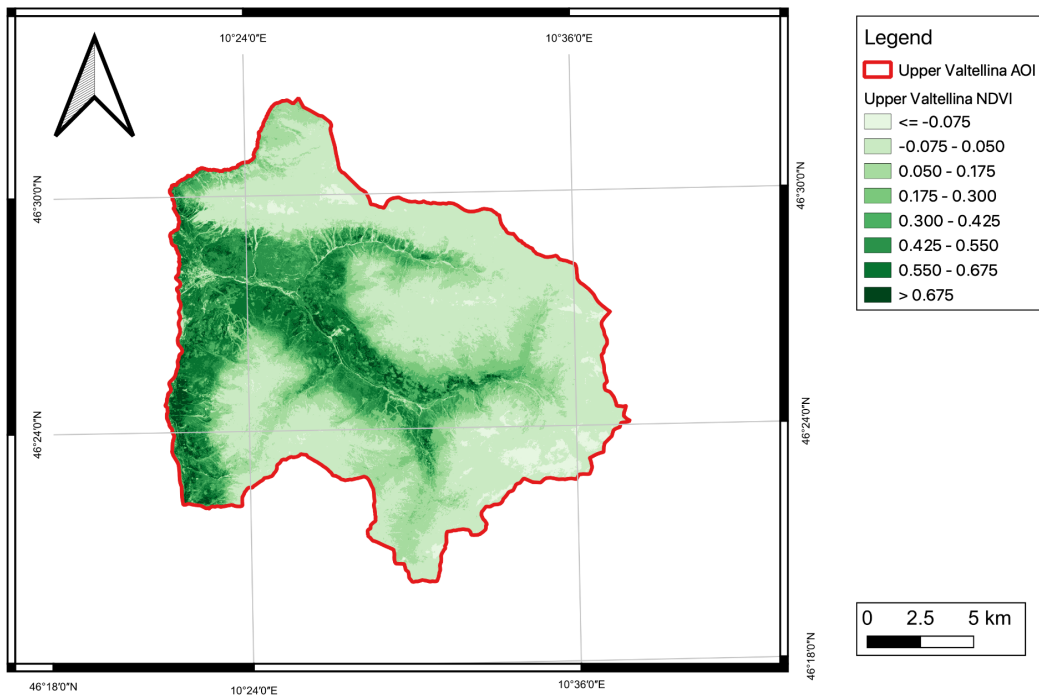 10°24'0"E
10°36'0"E
46°30'0"N
46°30'0"N
46°24'0"N
46°24'0"N
46°18'0"N
46°18'0"N
10°24'0"E
10°36'0"E
Legend
Upper Valtellina AOI
Upper Valtellina NDVI
<= -0.075
-0.075 - 0.050
0.050 - 0.175
0.175 - 0.300
0.300 - 0.425
0.425 - 0.550
0.550 - 0.675
> 0.675
0 2.5 5 km